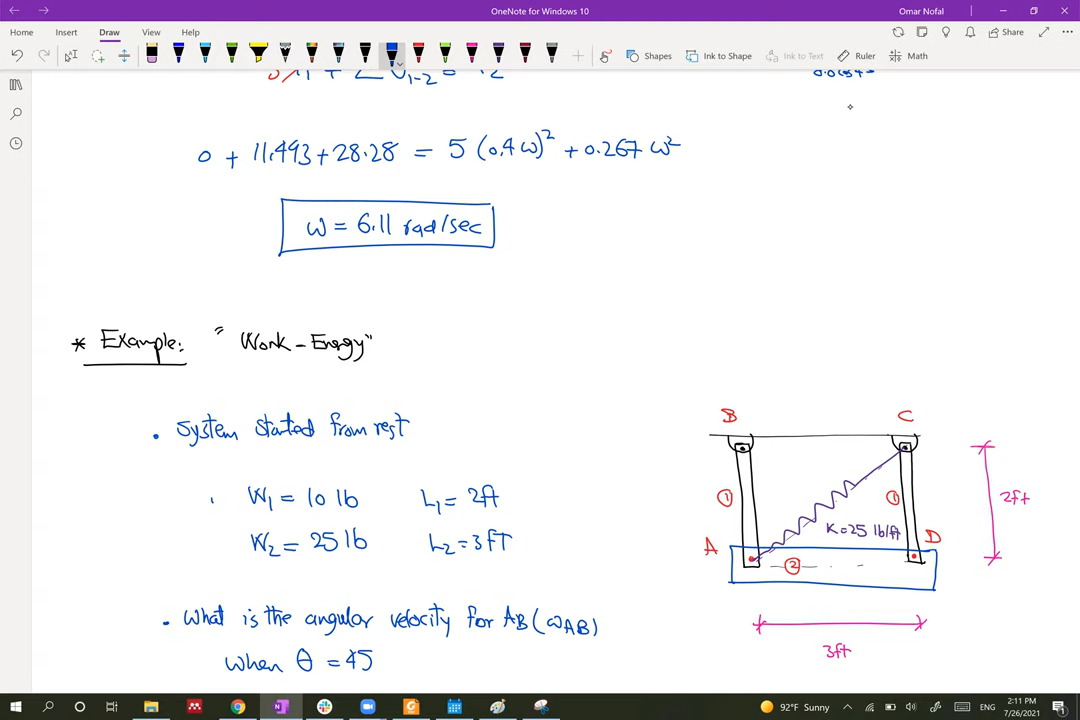 OneNote for Windows 10
Omar Nofal
Home Insert Draw View Help
Share
Shapes Ink to Shape Ink to Text Ruler Math
0 + 11.493 + 28.28 = 5 (0.4 ω)² + 0.267 ω²
ω = 6.11 rad/sec
* Example: "Work - Energy"
. System started from rest
W₁ = 10 lb L₁ = 2ft
W₂ = 25 lb L₂ = 3FT
. What is the angular velocity for AB (ωAB)
when θ = 45
B C
① ① 2ft
K = 25 lb/ft
A D
②
3ft
92°F Sunny
ENG
2:11 PM
7/26/2021